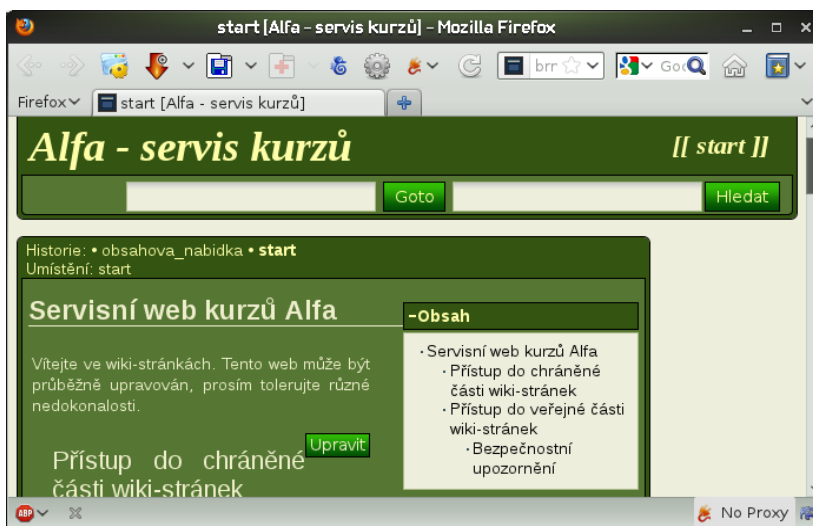 start [Alfa – servis kurzů] – Mozilla Firefox
brr
Goo
Firefox
start [Alfa - servis kurzů]
Alfa - servis kurzů
[[ start ]]
Goto
Hledat
Historie: • obsahova_nabidka • start
Umístění: start
Servisní web kurzů Alfa
Vítejte ve wiki-stránkách. Tento web může být
průběžně upravován, prosím tolerujte různé
nedokonalosti.
Upravit
Přístup do chráněné
části wiki-stránek
−Obsah
· Servisní web kurzů Alfa
· Přístup do chráněné
části wiki-stránek
· Přístup do veřejné části
wiki-stránek
· Bezpečnostní
upozornění
ABP
No Proxy